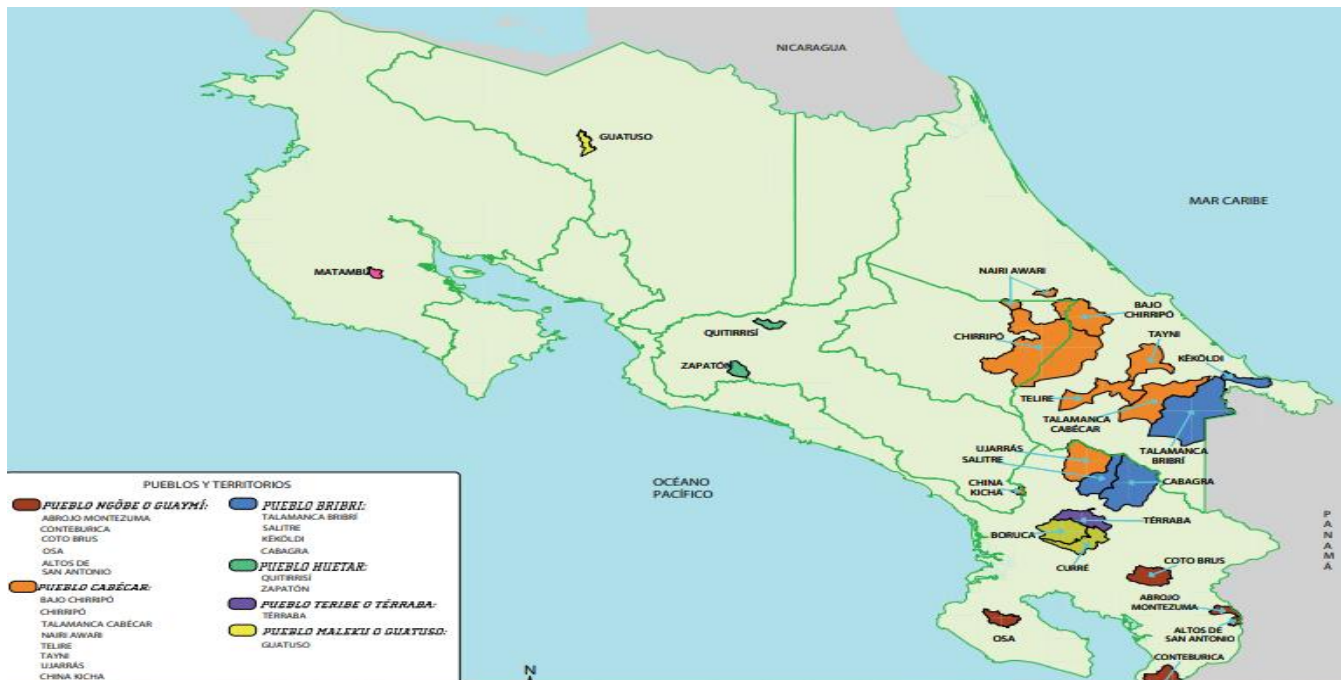 NICARAGUA
GUATUSO
MAR CARIBE
MATAMBÚ
NAIRI AWARI
BAJO
CHIRRIPÓ
QUITIRRISÍ
CHIRRIPÓ
TAYNI
ZAPATÓN
KÉKÖLDI
TELIRE
TALAMANCA
CABÉCAR
UJARRÁS
SALITRE
TALAMANCA
BRIBRÍ
CHINA
KICHA
CABAGRA
OCÉANO
PACÍFICO
TÉRRABA
BORUCA
CURRÉ
PANAMÁ
COTO BRUS
ABROJO
MONTEZUMA
OSA
ALTOS DE
SAN ANTONIO
CONTEBURICA
N
PUEBLOS Y TERRITORIOS
PUEBLO NGÖBE O GUAYMÍ:
ABROJO MONTEZUMA
CONTEBURICA
COTO BRUS
OSA
ALTOS DE
SAN ANTONIO
PUEBLO CABÉCAR:
BAJO CHIRRIPÓ
CHIRRIPÓ
TALAMANCA CABÉCAR
NAIRI AWARI
TELIRE
TAYNI
UJARRÁS
CHINA KICHA
PUEBLO BRIBRI:
TALAMANCA BRIBRÍ
SALITRE
KÉKÖLDI
CABAGRA
PUEBLO HUETAR:
QUITIRRISÍ
ZAPATÓN
PUEBLO TERIBE O TÉRRABA:
TÉRRABA
PUEBLO MALEKU O GUATUSO:
GUATUSO